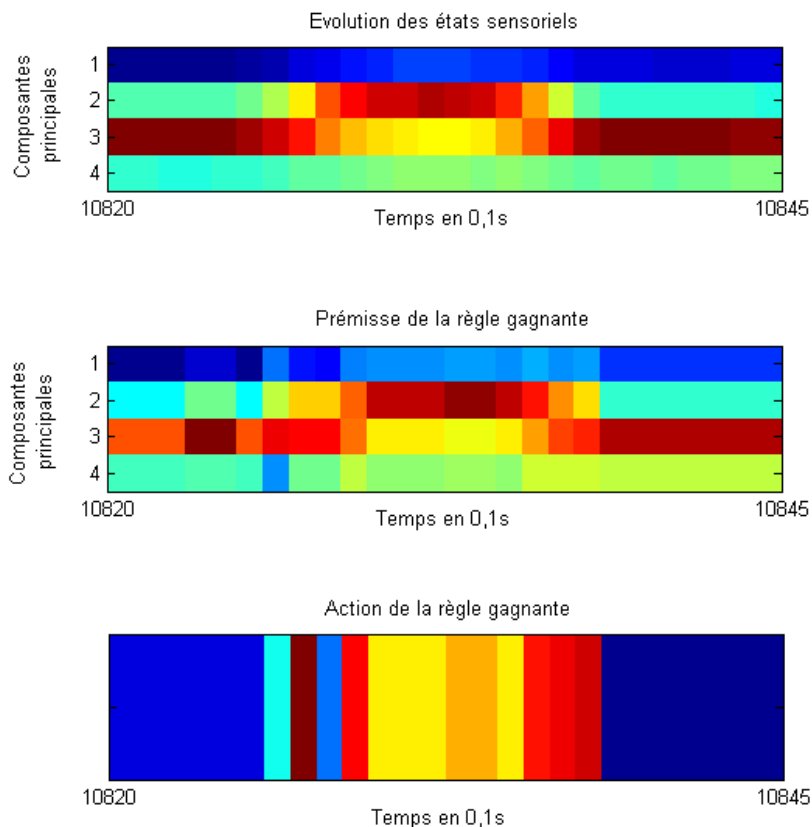 Evolution des états sensoriels
Composantes
principales
1
2
3
4
10820
10845
Temps en 0,1s
Prémisse de la règle gagnante
Composantes
principales
1
2
3
4
10820
10845
Temps en 0,1s
Action de la règle gagnante
10820
10845
Temps en 0,1s